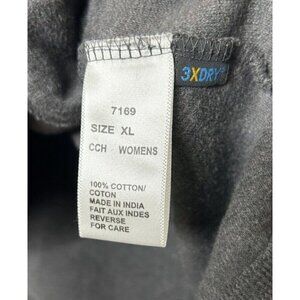 3XDRY
7169
SIZE XL
CCH WOMENS
100% COTTON/
COTON
MADE IN INDIA
FAIT AUX INDES
REVERSE
FOR CARE